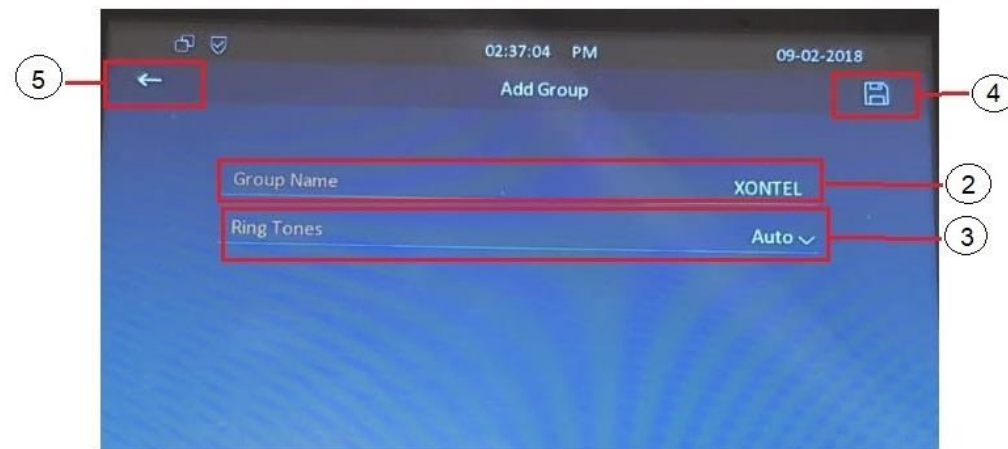 02:37:04 PM 09-02-2018
5
Add Group
4
Group Name XONTEL
2
Ring Tones Auto
3